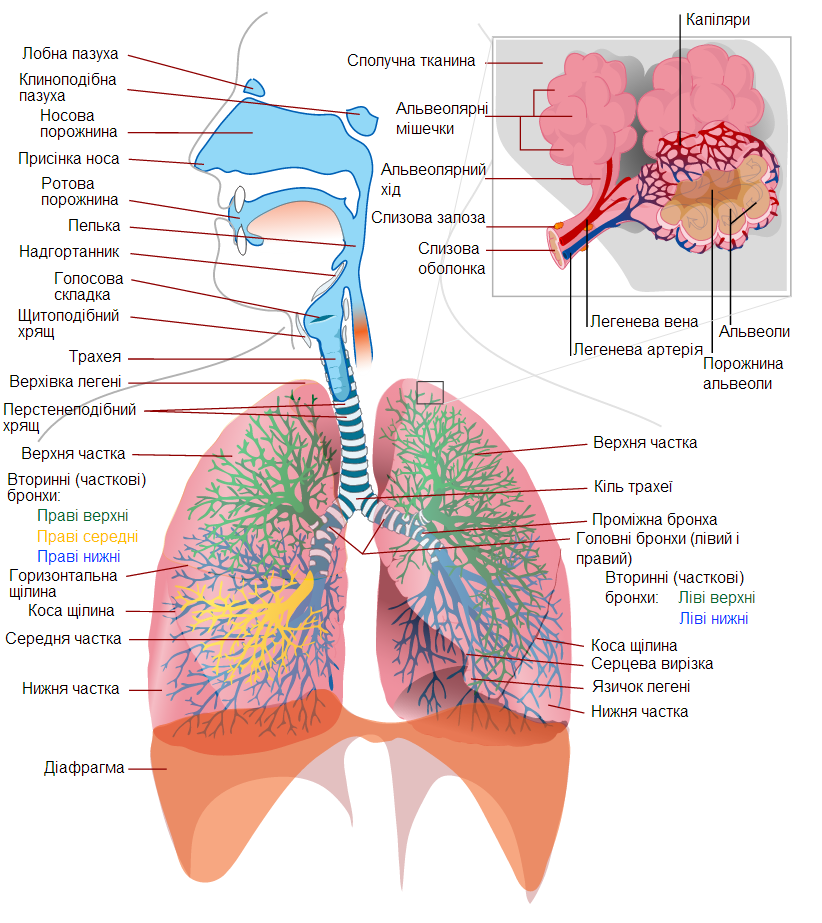 Лобна пазуха
Клиноподібна
пазуха
Носова
порожнина
Присінка носа
Ротова
порожнина
Пелька
Надгортанник
Голосова
складка
Щитоподібний
хрящ
Трахея
Верхівка легені
Перстенеподібний
хрящ
Верхня частка
Вторинні (часткові)
бронхи:
Праві верхні
Праві середні
Праві нижні
Горизонтальна
щілина
Коса щілина
Середня частка
Нижня частка
Діафрагма
Капіляри
Сполучна тканина
Альвеолярні
мішечки
Альвеолярний
хід
Слизова залоза
Слизова
оболонка
Легенева вена
Легенева артерія
Альвеоли
Порожнина
альвеоли
Верхня частка
Кіль трахеї
Проміжна бронха
Головні бронхи (лівий і
правий)
Вторинні (часткові)
бронхи: Ліві верхні
Ліві нижні
Коса щілина
Серцева вирізка
Язичок легені
Нижня частка